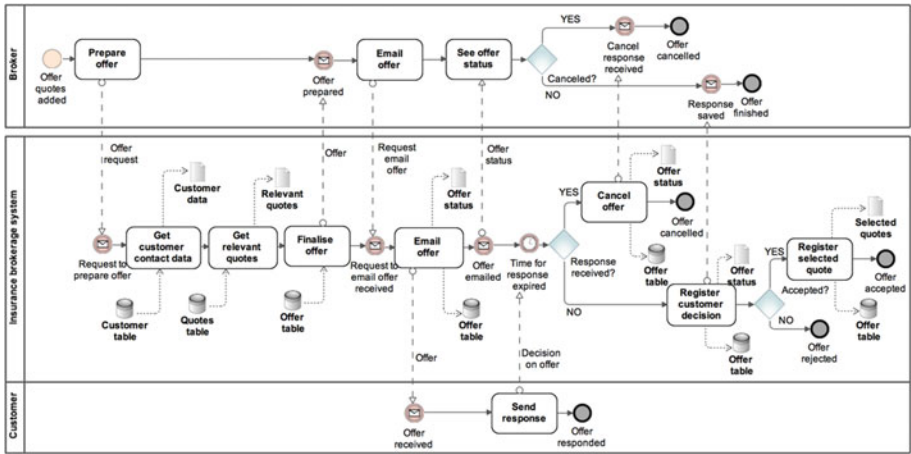 Broker
Offer
quotes
added
Prepare
offer
Offer
prepared
Email
offer
See offer
status
YES
Canceled?
NO
Cancel
response
received
Offer
cancelled
Response
saved
Offer
finished
Insurance brokerage system
Offer
request
Offer
Request
email
offer
Offer
status
Request to
prepare offer
Customer
data
Get
customer
contact data
Customer
table
Relevant
quotes
Get
relevant
quotes
Quotes
table
Finalise
offer
Offer
table
Request to
email offer
received
Offer
status
Email
offer
Offer
table
Offer
emailed
Time for
response
expired
YES
Response
received?
NO
Cancel
offer
Offer
status
Offer
cancelled
Offer
table
Register
customer
decision
Offer
status
Offer
table
YES
Accepted?
NO
Offer
rejected
Register
selected
quote
Selected
quotes
Offer
accepted
Offer
table
Offer
Decision
on offer
Customer
Offer
received
Send
response
Offer
responded